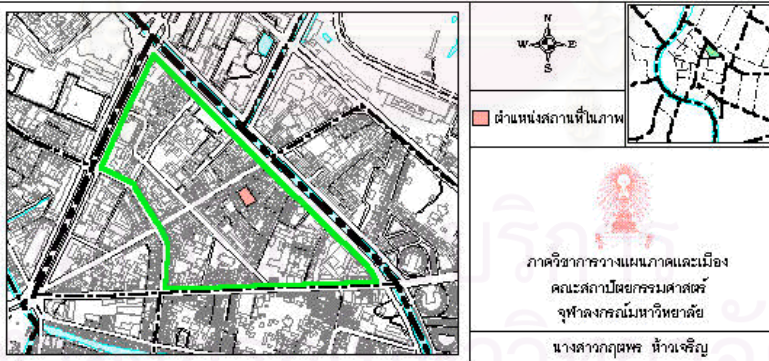 N
W E
S
ตำแหน่งสถานที่ในภาพ
ภาควิชาการวางแผนภาคและเมือง
คณะสถาปัตยกรรมศาสตร์
จุฬาลงกรณ์มหาวิทยาลัย
นางสาวกฤตพร ห้าวเจริญ